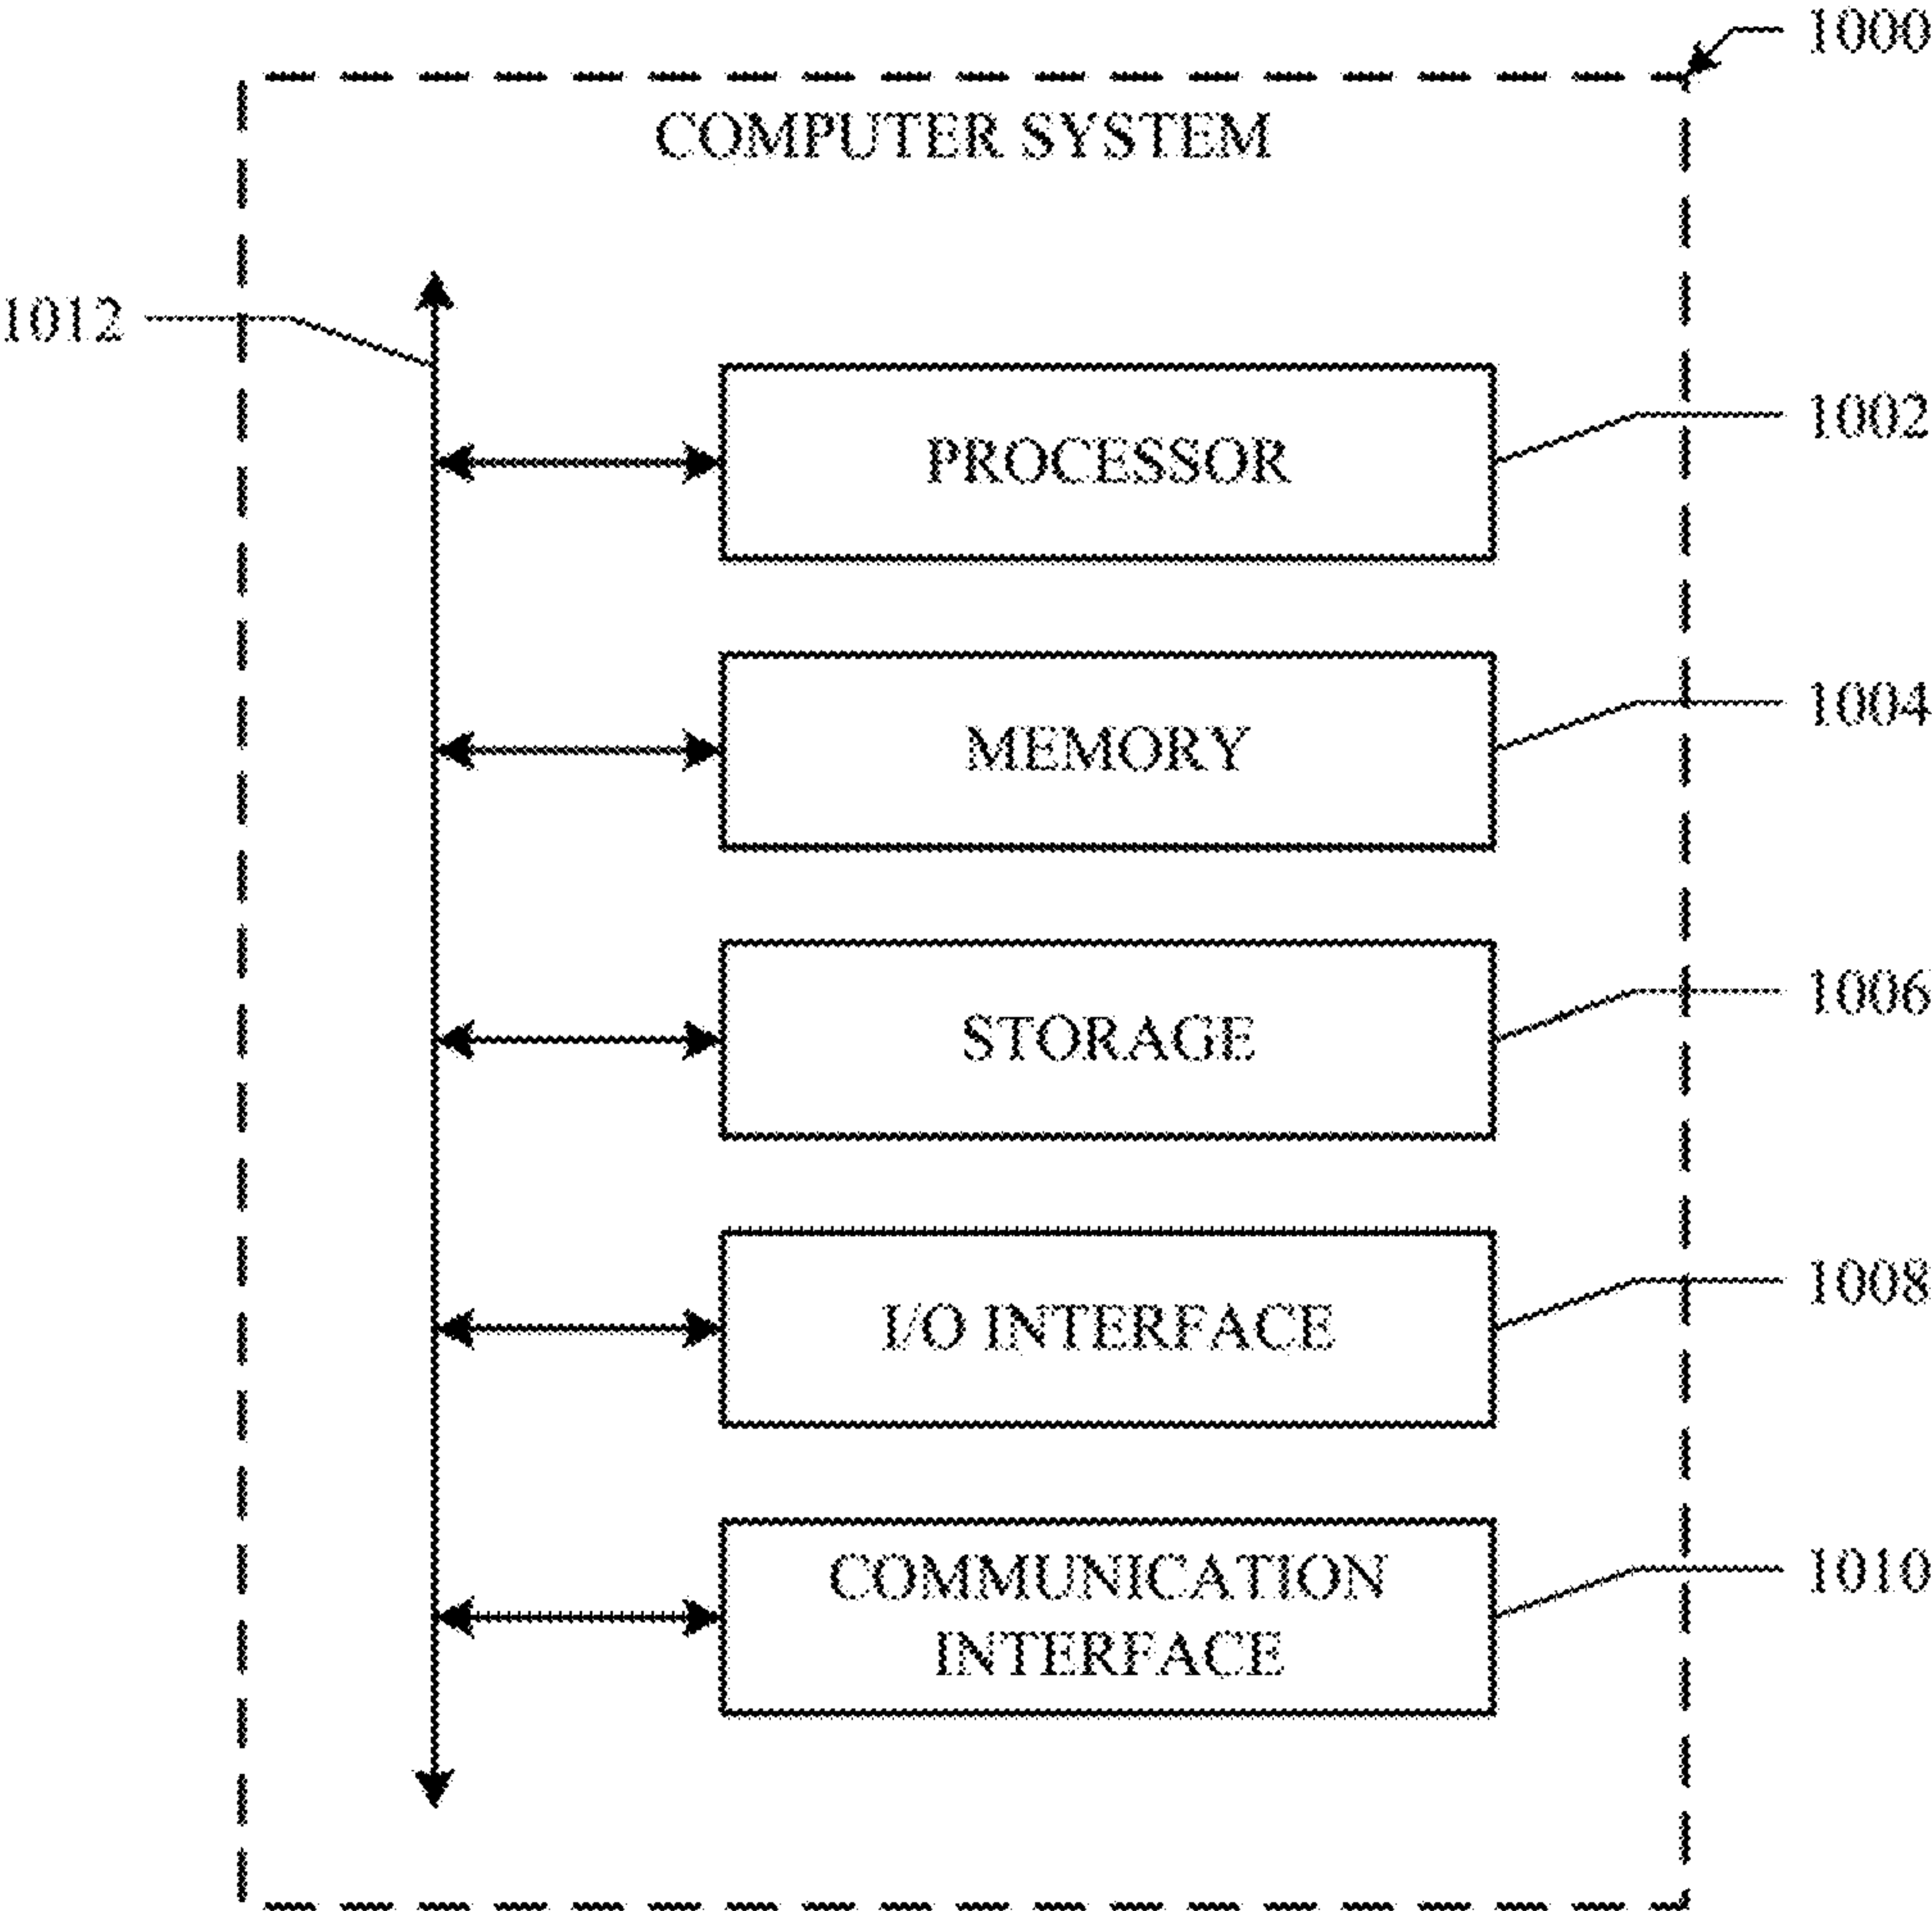 1000
COMPUTER SYSTEM
1012
PROCESSOR
1002
MEMORY
1004
STORAGE
1006
I/O INTERFACE
1008
COMMUNICATION
INTERFACE
1010